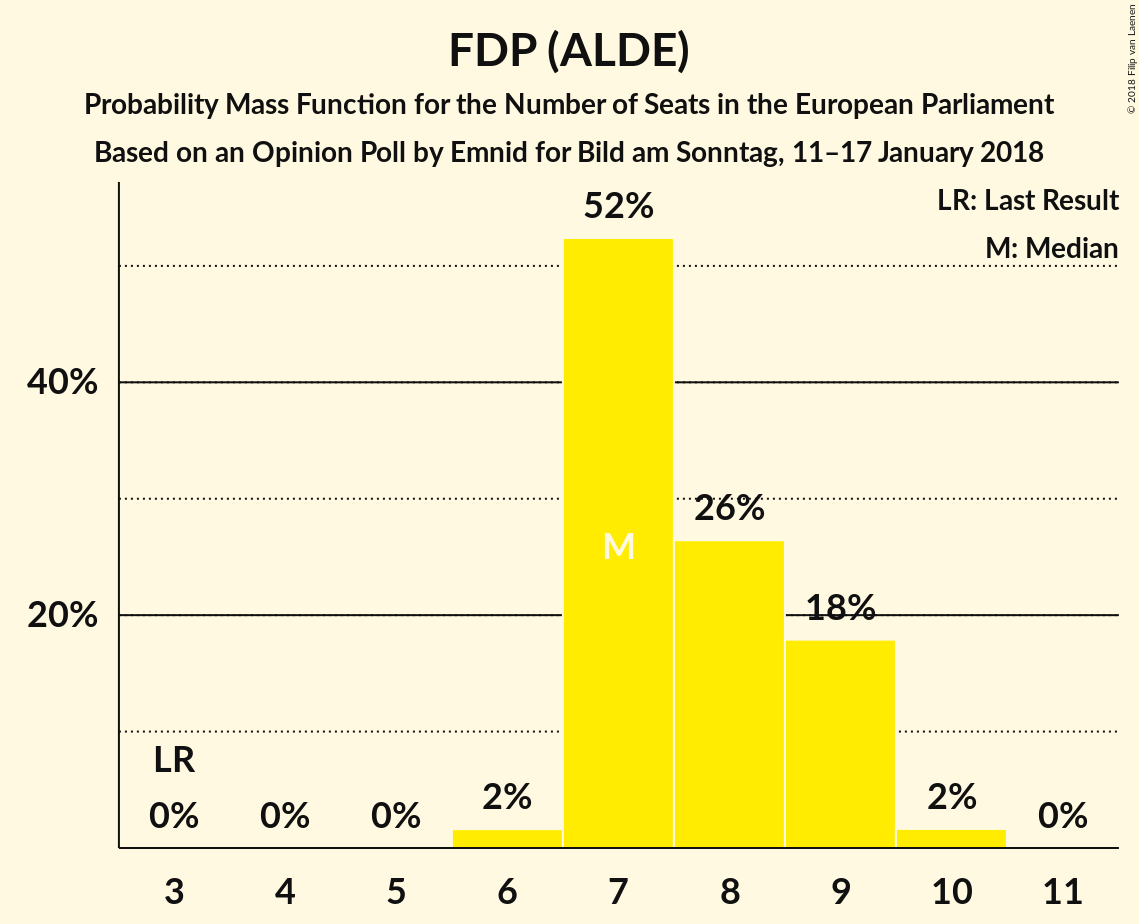 FDP (ALDE)
Probability Mass Function for the Number of Seats in the European Parliament
Based on an Opinion Poll by Emnid for Bild am Sonntag, 11–17 January 2018
© 2018 Filip van Laenen
LR: Last Result
M: Median
52%
40%
26%
M
20%
18%
LR
0%
0%
0%
2%
2%
0%
3
4
5
6
7
8
9
10
11